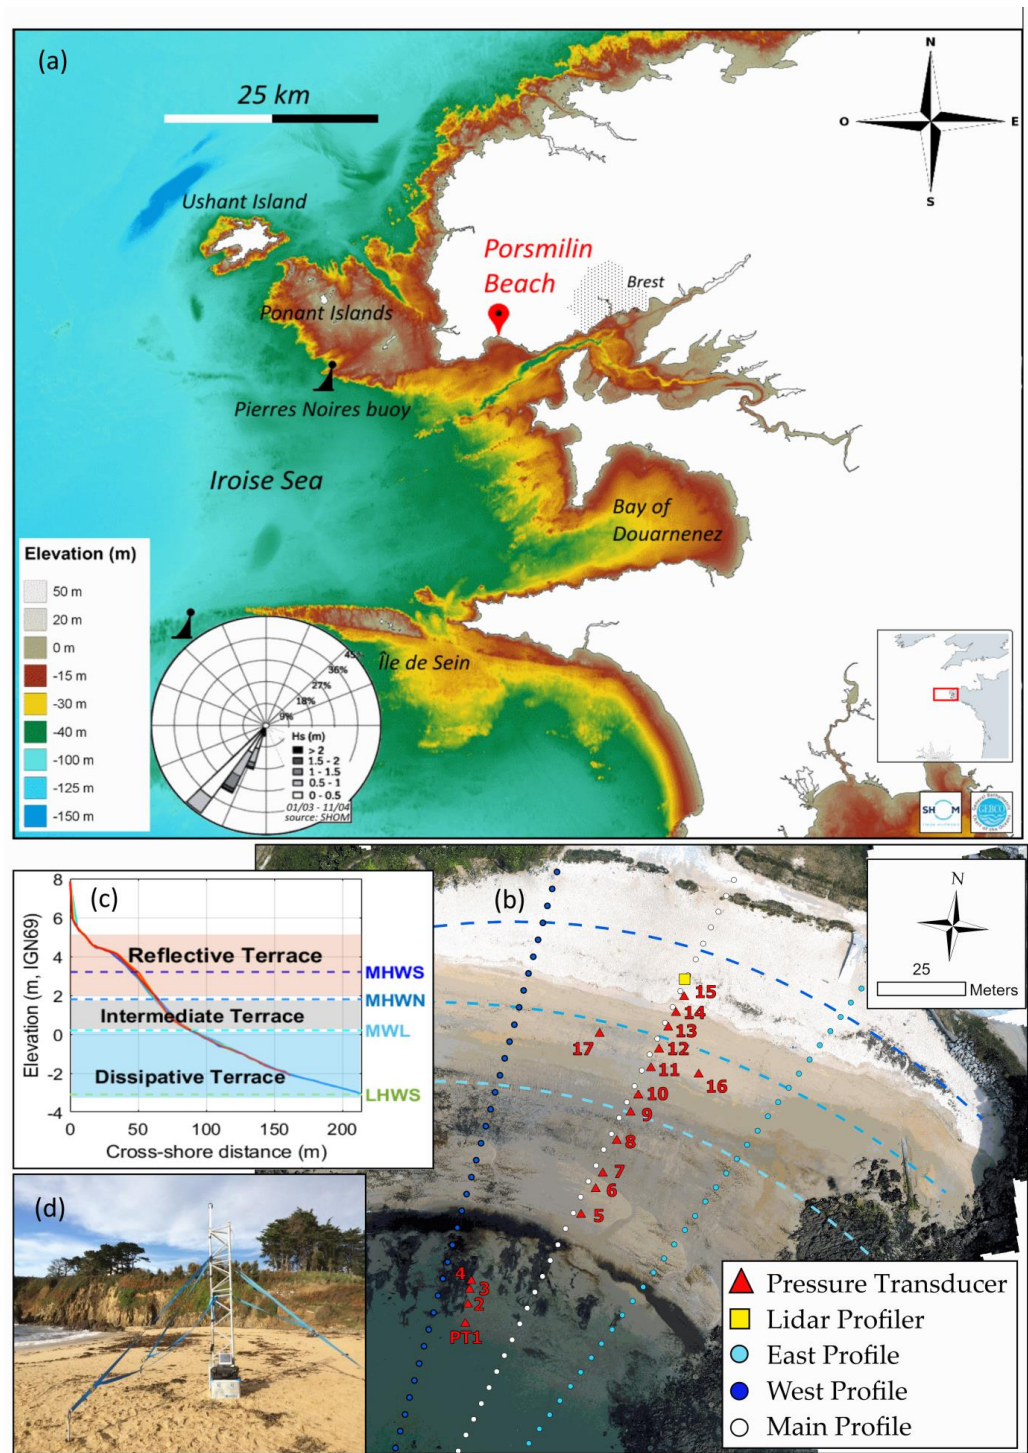 (a)
25 km
N
O
E
S
Ushant Island
Porsmilin
Beach
Brest
Ponant Islands
Pierres Noires buoy
Iroise Sea
Bay of
Douarnenez
Elevation (m)
50 m
20 m
0 m
-15 m
-30 m
-40 m
-100 m
-125 m
-150 m
Île de Sein
45%
36%
27%
18%
9%
Hs (m)
> 2
1.5 - 2
1 - 1.5
0.5 - 1
0 - 0.5
01/03 - 11/04
source: SHOM
SHOM
GEBCO
(c)
8
6
4
2
0
-2
-4
Elevation (m, IGN69)
Reflective Terrace
MHWS
MHWN
Intermediate Terrace
MWL
Dissipative Terrace
LHWS
0
50
100
150
200
Cross-shore distance (m)
(b)
N
25
Meters
15
14
13
17
12
11
16
10
9
8
7
6
5
4
3
2
PT1
(d)
Pressure Transducer
Lidar Profiler
East Profile
West Profile
Main Profile